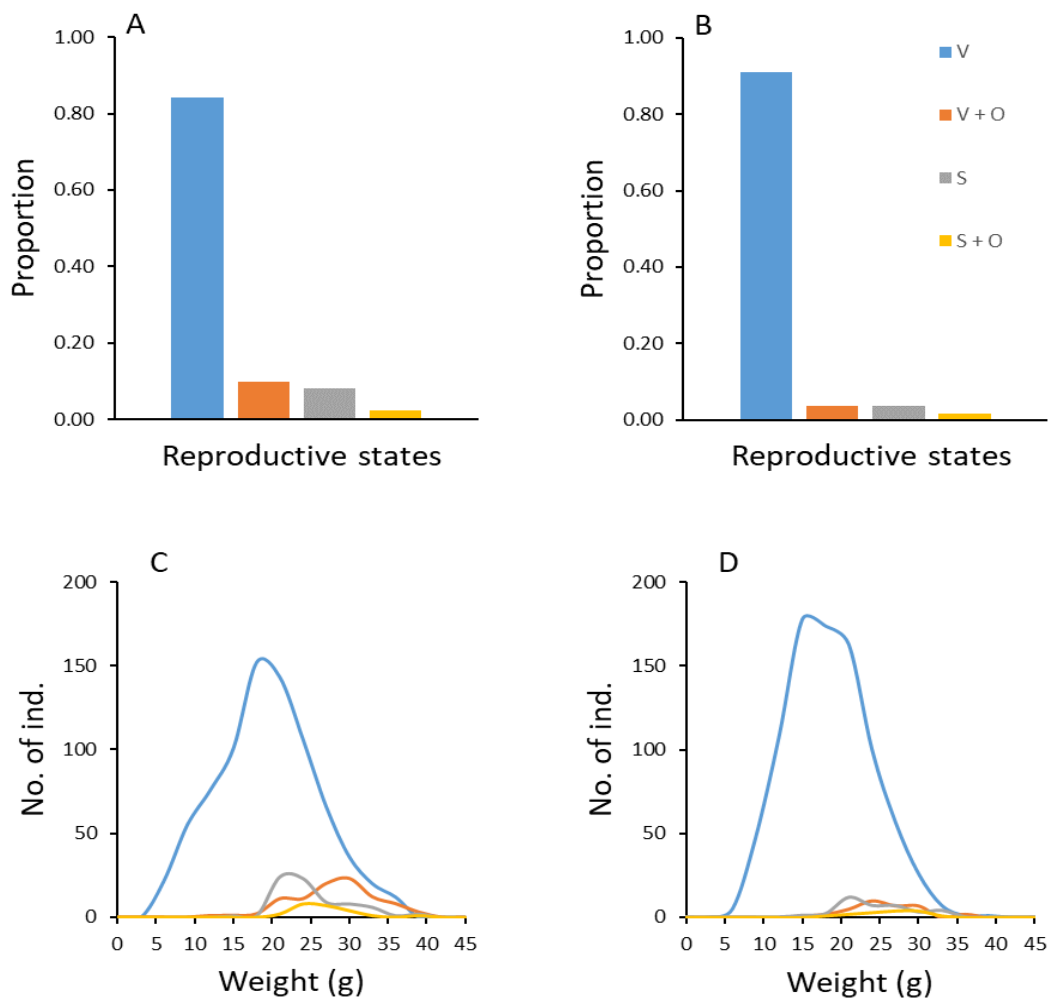 A
1.00
0.80
0.60
0.40
0.20
0.00
Proportion
Reproductive states
B
1.00
0.80
0.60
0.40
0.20
0.00
Proportion
Reproductive states
V
V + O
S
S + O
C
200
150
100
50
0
No. of ind.
0 5 10 15 20 25 30 35 40 45
Weight (g)
D
200
150
100
50
0
No. of ind.
0 5 10 15 20 25 30 35 40 45
Weight (g)